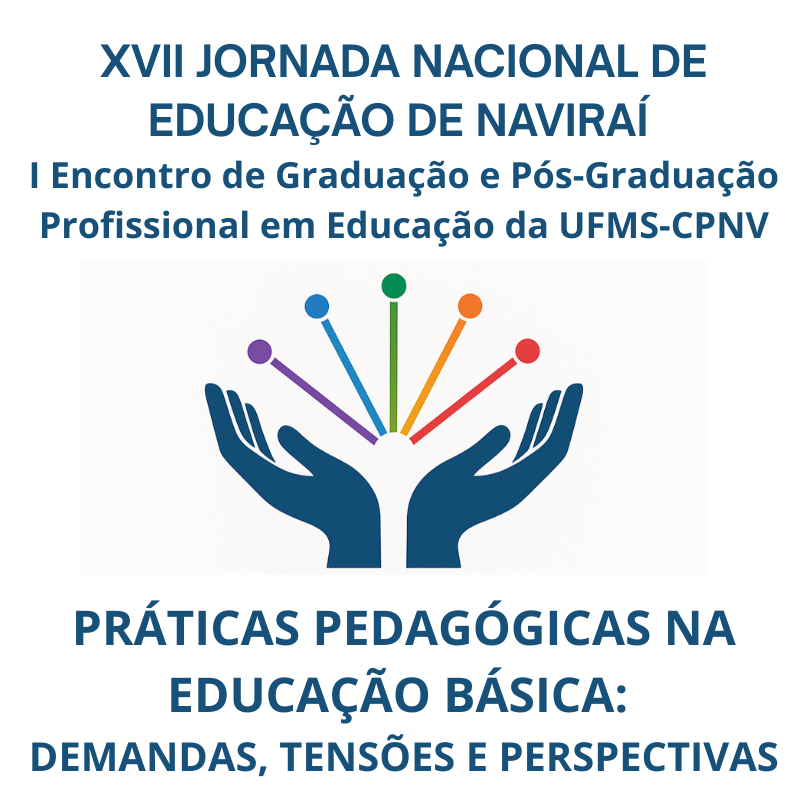 XVII JORNADA NACIONAL DE
EDUCAÇÃO DE NAVIRAÍ
I Encontro de Graduação e Pós-Graduação
Profissional em Educação da UFMS-CPNV
PRÁTICAS PEDAGÓGICAS NA
EDUCAÇÃO BÁSICA:
DEMANDAS, TENSÕES E PERSPECTIVAS